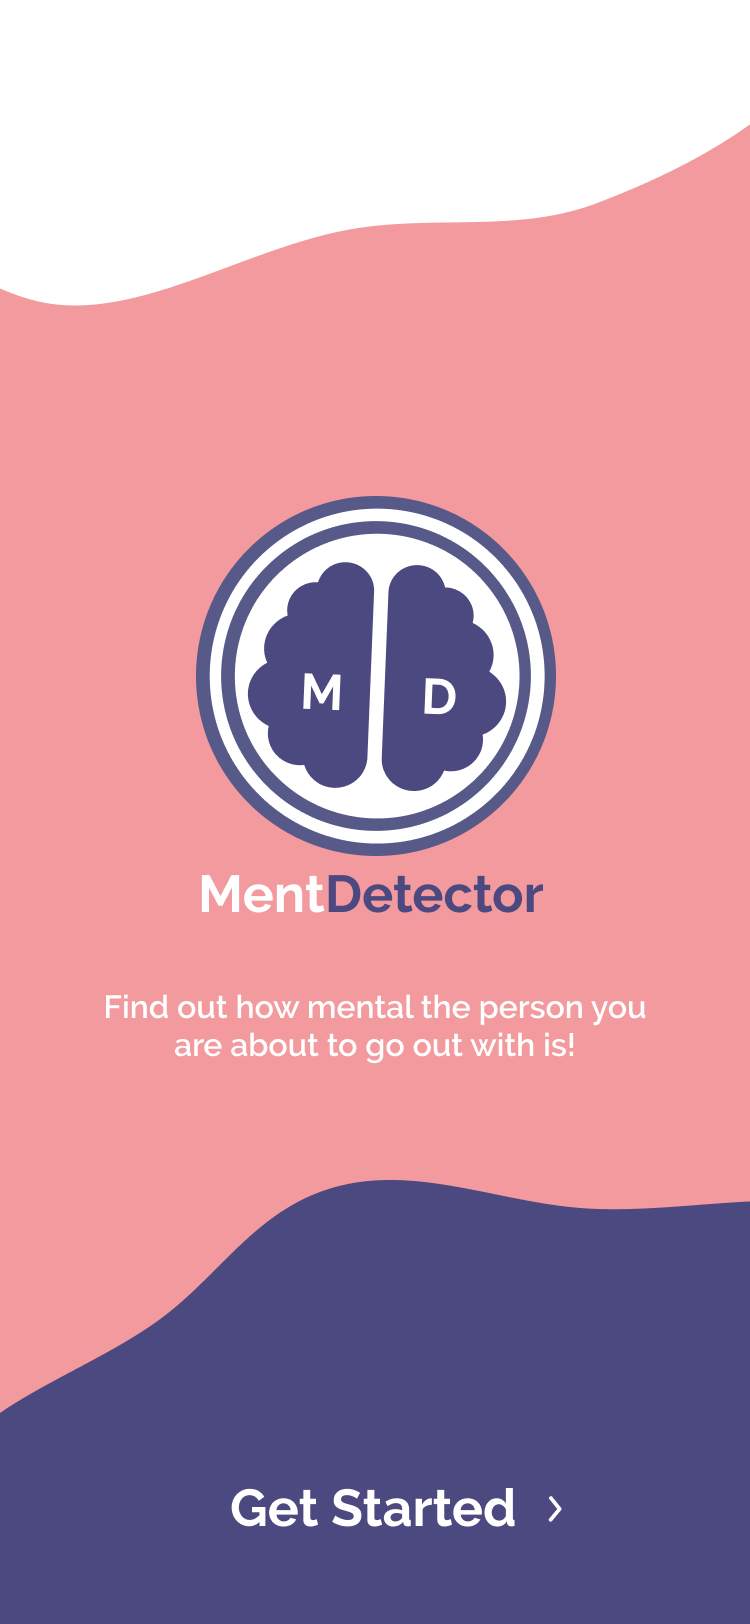 M D
MentDetector
Find out how mental the person you
are about to go out with is!
Get Started